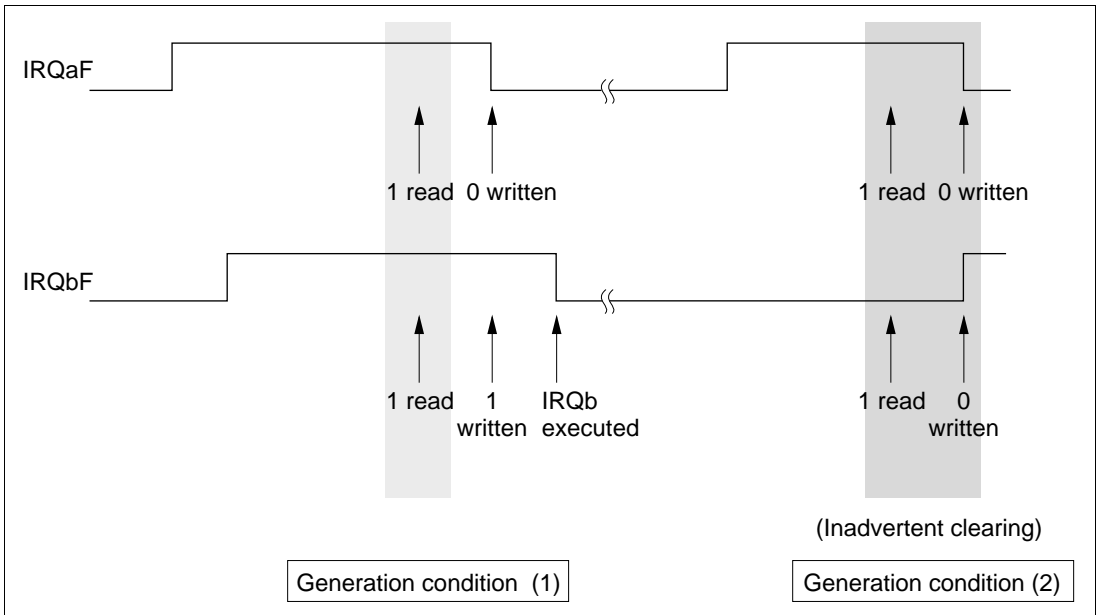 IRQaF
1 read 0 written
1 read 0 written
IRQbF
1 read 1 written
IRQb executed
1 read 0 written
(Inadvertent clearing)
Generation condition (1)
Generation condition (2)